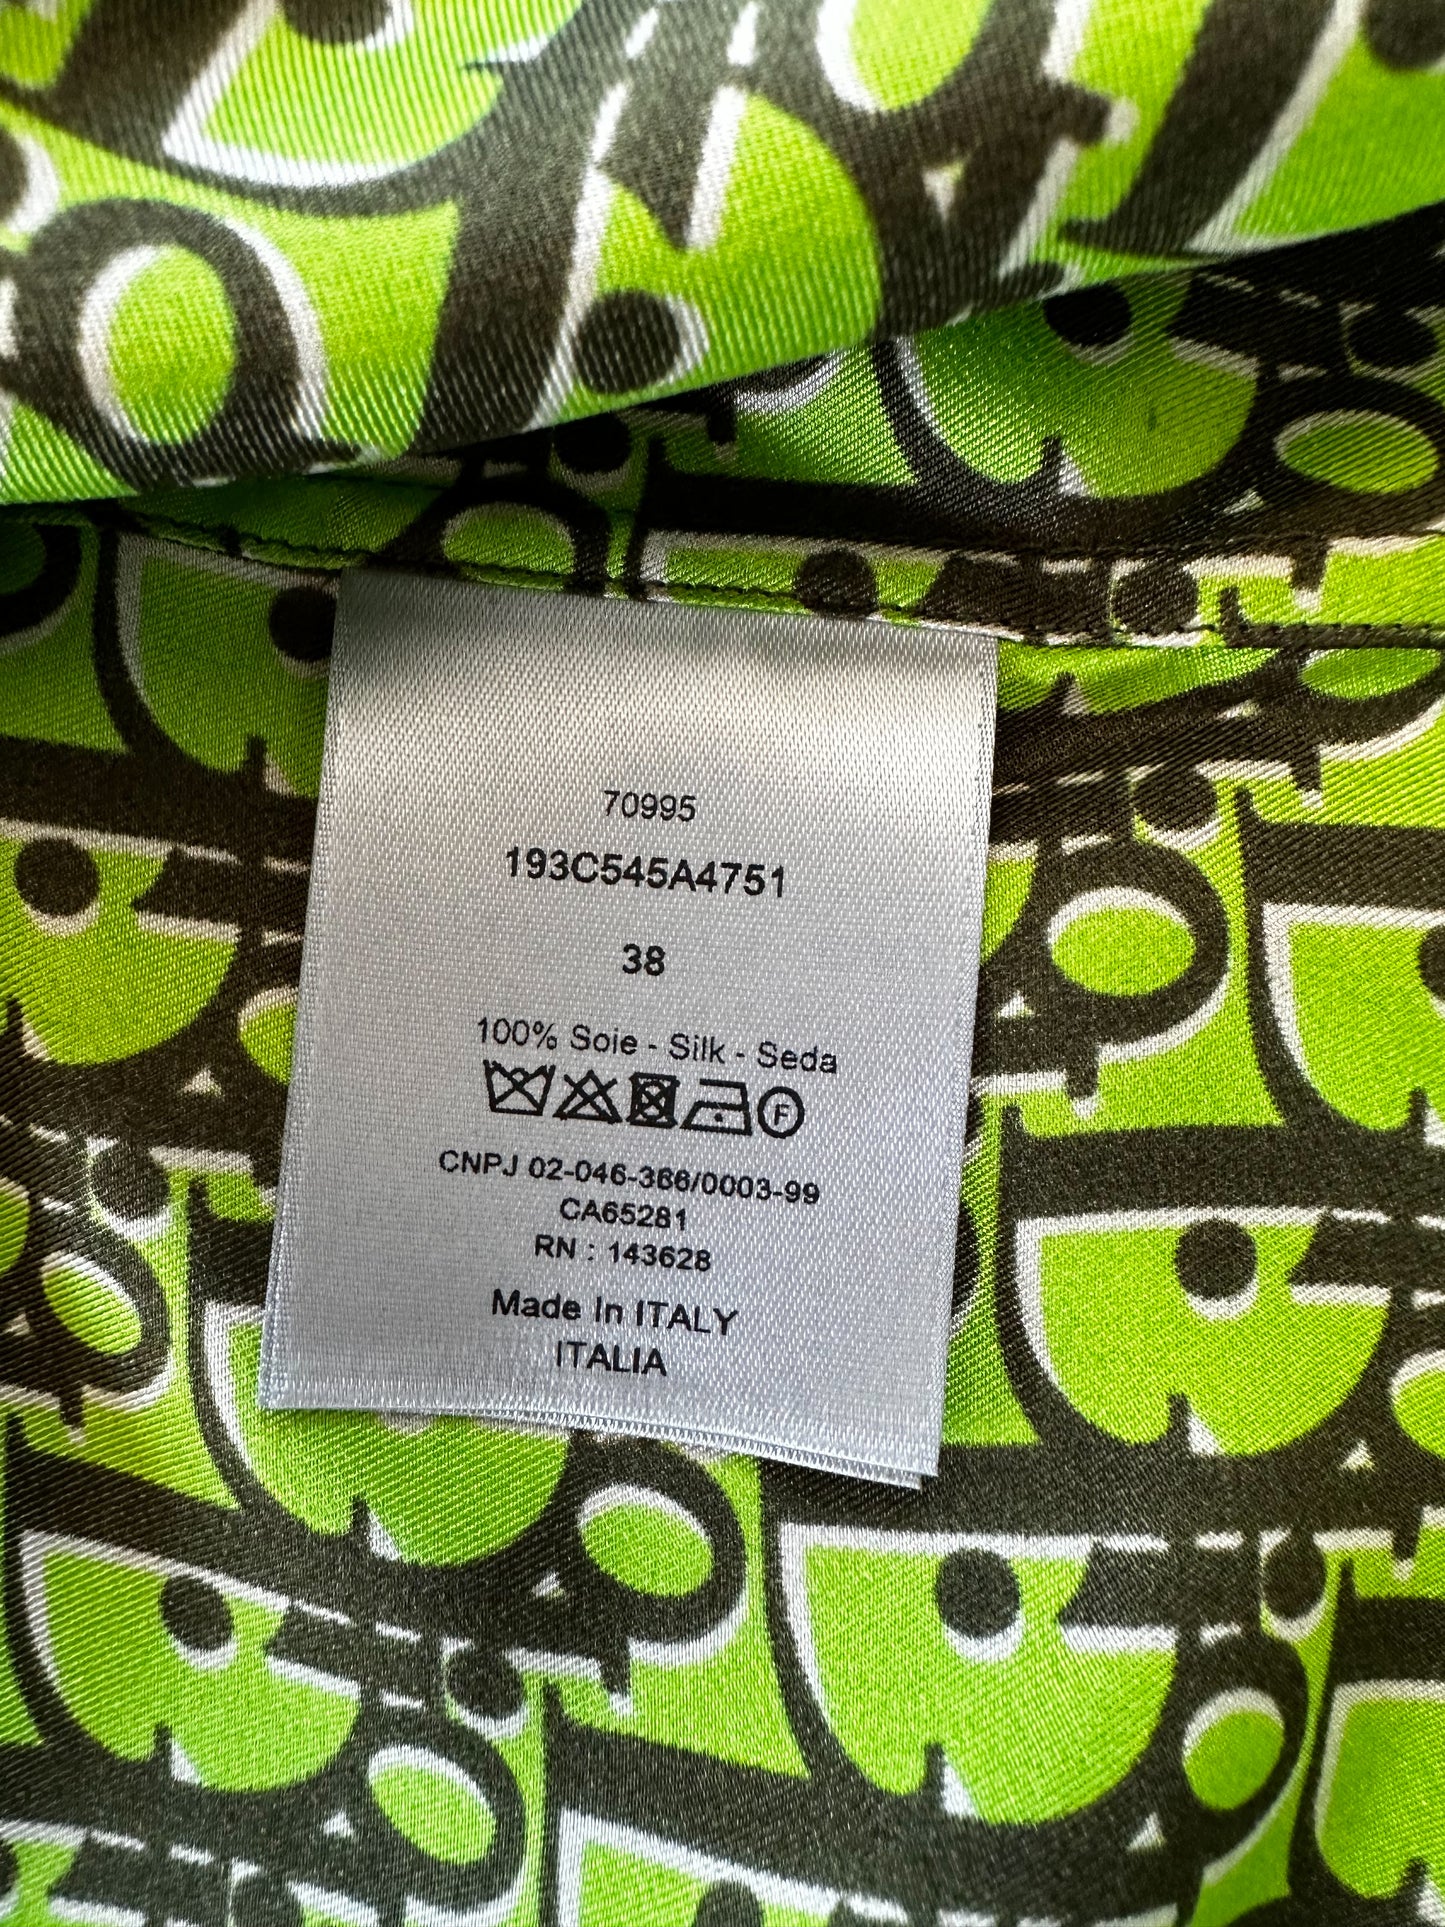 70995
193C545A4751
38
100% Soie - Silk - Seda
F
CNPJ 02-046-366/0003-99
CA65281
RN : 143628
Made In ITALY
ITALIA